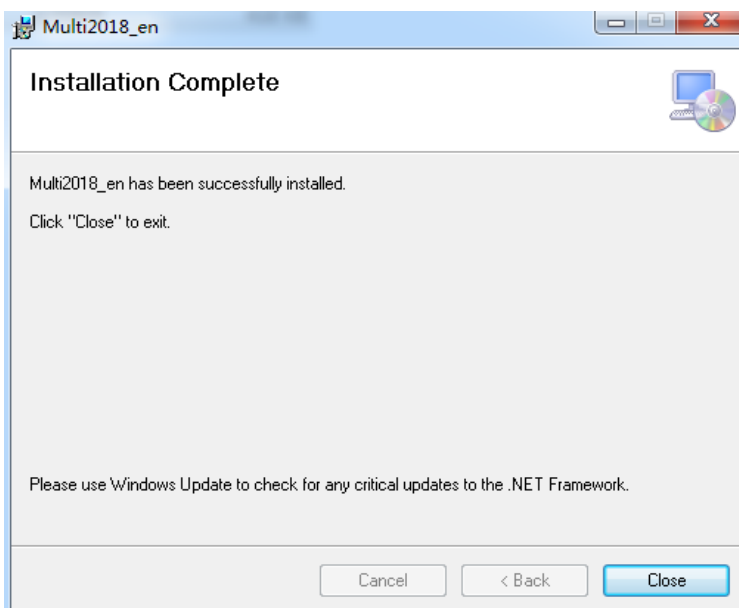 Multi2018_en
Installation Complete
Multi2018_en has been successfully installed.
Click "Close" to exit.
Please use Windows Update to check for any critical updates to the .NET Framework.
Cancel
< Back
Close